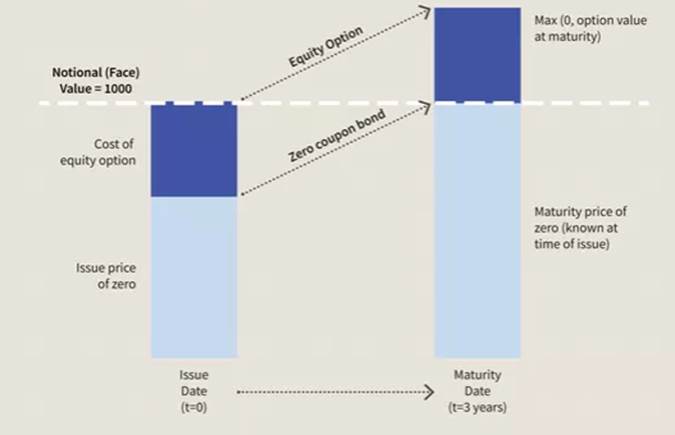 Equity Option
Max (0, option value
at maturity)
Notional (Face)
Value = 1000
Cost of
equity option
Zero coupon bond
Maturity price of
zero (known at
time of issue)
Issue price
of zero
Issue
Date
(t=0)
Maturity
Date
(t=3 years)